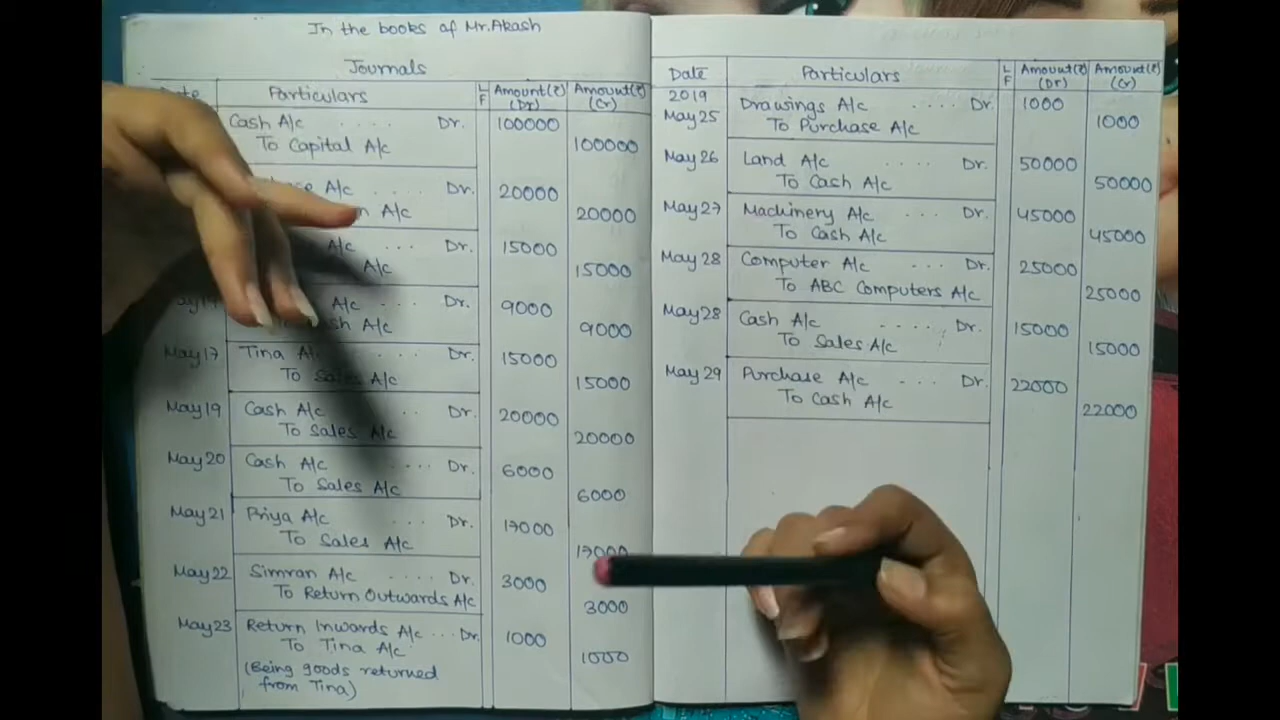 In the books of Mr.Akash
Journals
Particulars L F Amount(₹) (Dr) Amount(₹) (Cr)
Cash A/c .... Dr. 100000
To Capital A/c 100000
A/c .... Dr. 20000
A/c 20000
A/c ... Dr. 15000
A/c 15000
A/c ... Dr. 9000
A/c 9000
May 17 Tina A/c ... Dr. 15000
To Sales A/c 15000
May 19 Cash A/c .. Dr. 20000
To Sales A/c 20000
May 20 Cash A/c ... Dr. 6000
To Sales A/c 6000
May 21 Priya A/c ... Dr. 17000
To Sales A/c 17000
May 22 Simran A/c .... Dr. 3000
To Return Outwards A/c 3000
May 23 Return Inwards A/c ... Dr. 1000
To Tina A/c 1000
(Being goods returned
from Tina)
Date Particulars L F Amount(₹) (Dr) Amount(₹) (Cr)
2019
May 25 Drawings A/c .... Dr. 1000
To Purchase A/c 1000
May 26 Land A/c .... Dr. 50000
To Cash A/c 50000
May 27 Machinery A/c ... Dr. 45000
To Cash A/c 45000
May 28 Computer A/c ... Dr. 25000
To ABC Computers A/c 25000
May 28 Cash A/c .... Dr. 15000
To Sales A/c 15000
May 29 Purchase A/c ... Dr. 22000
To Cash A/c 22000